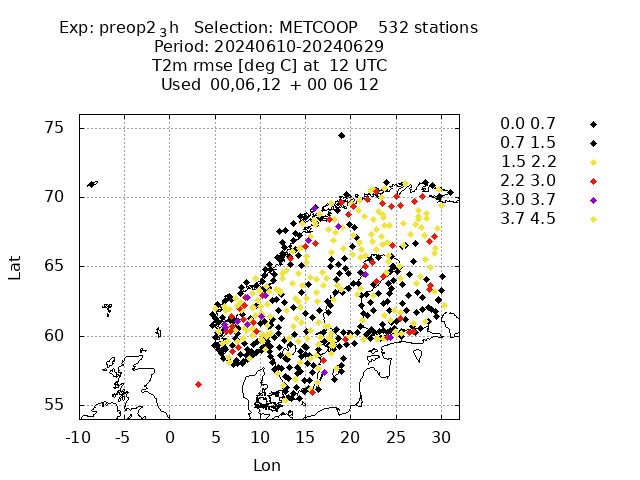 Exp: preop2₃h Selection: METCOOP 532 stations
Period: 20240610-20240629
T2m rmse [deg C] at 12 UTC
Used 00,06,12 + 00 06 12
75
70
65
60
55
Lat
-10 -5 0 5 10 15 20 25 30
Lon
0.0 0.7
0.7 1.5
1.5 2.2
2.2 3.0
3.0 3.7
3.7 4.5